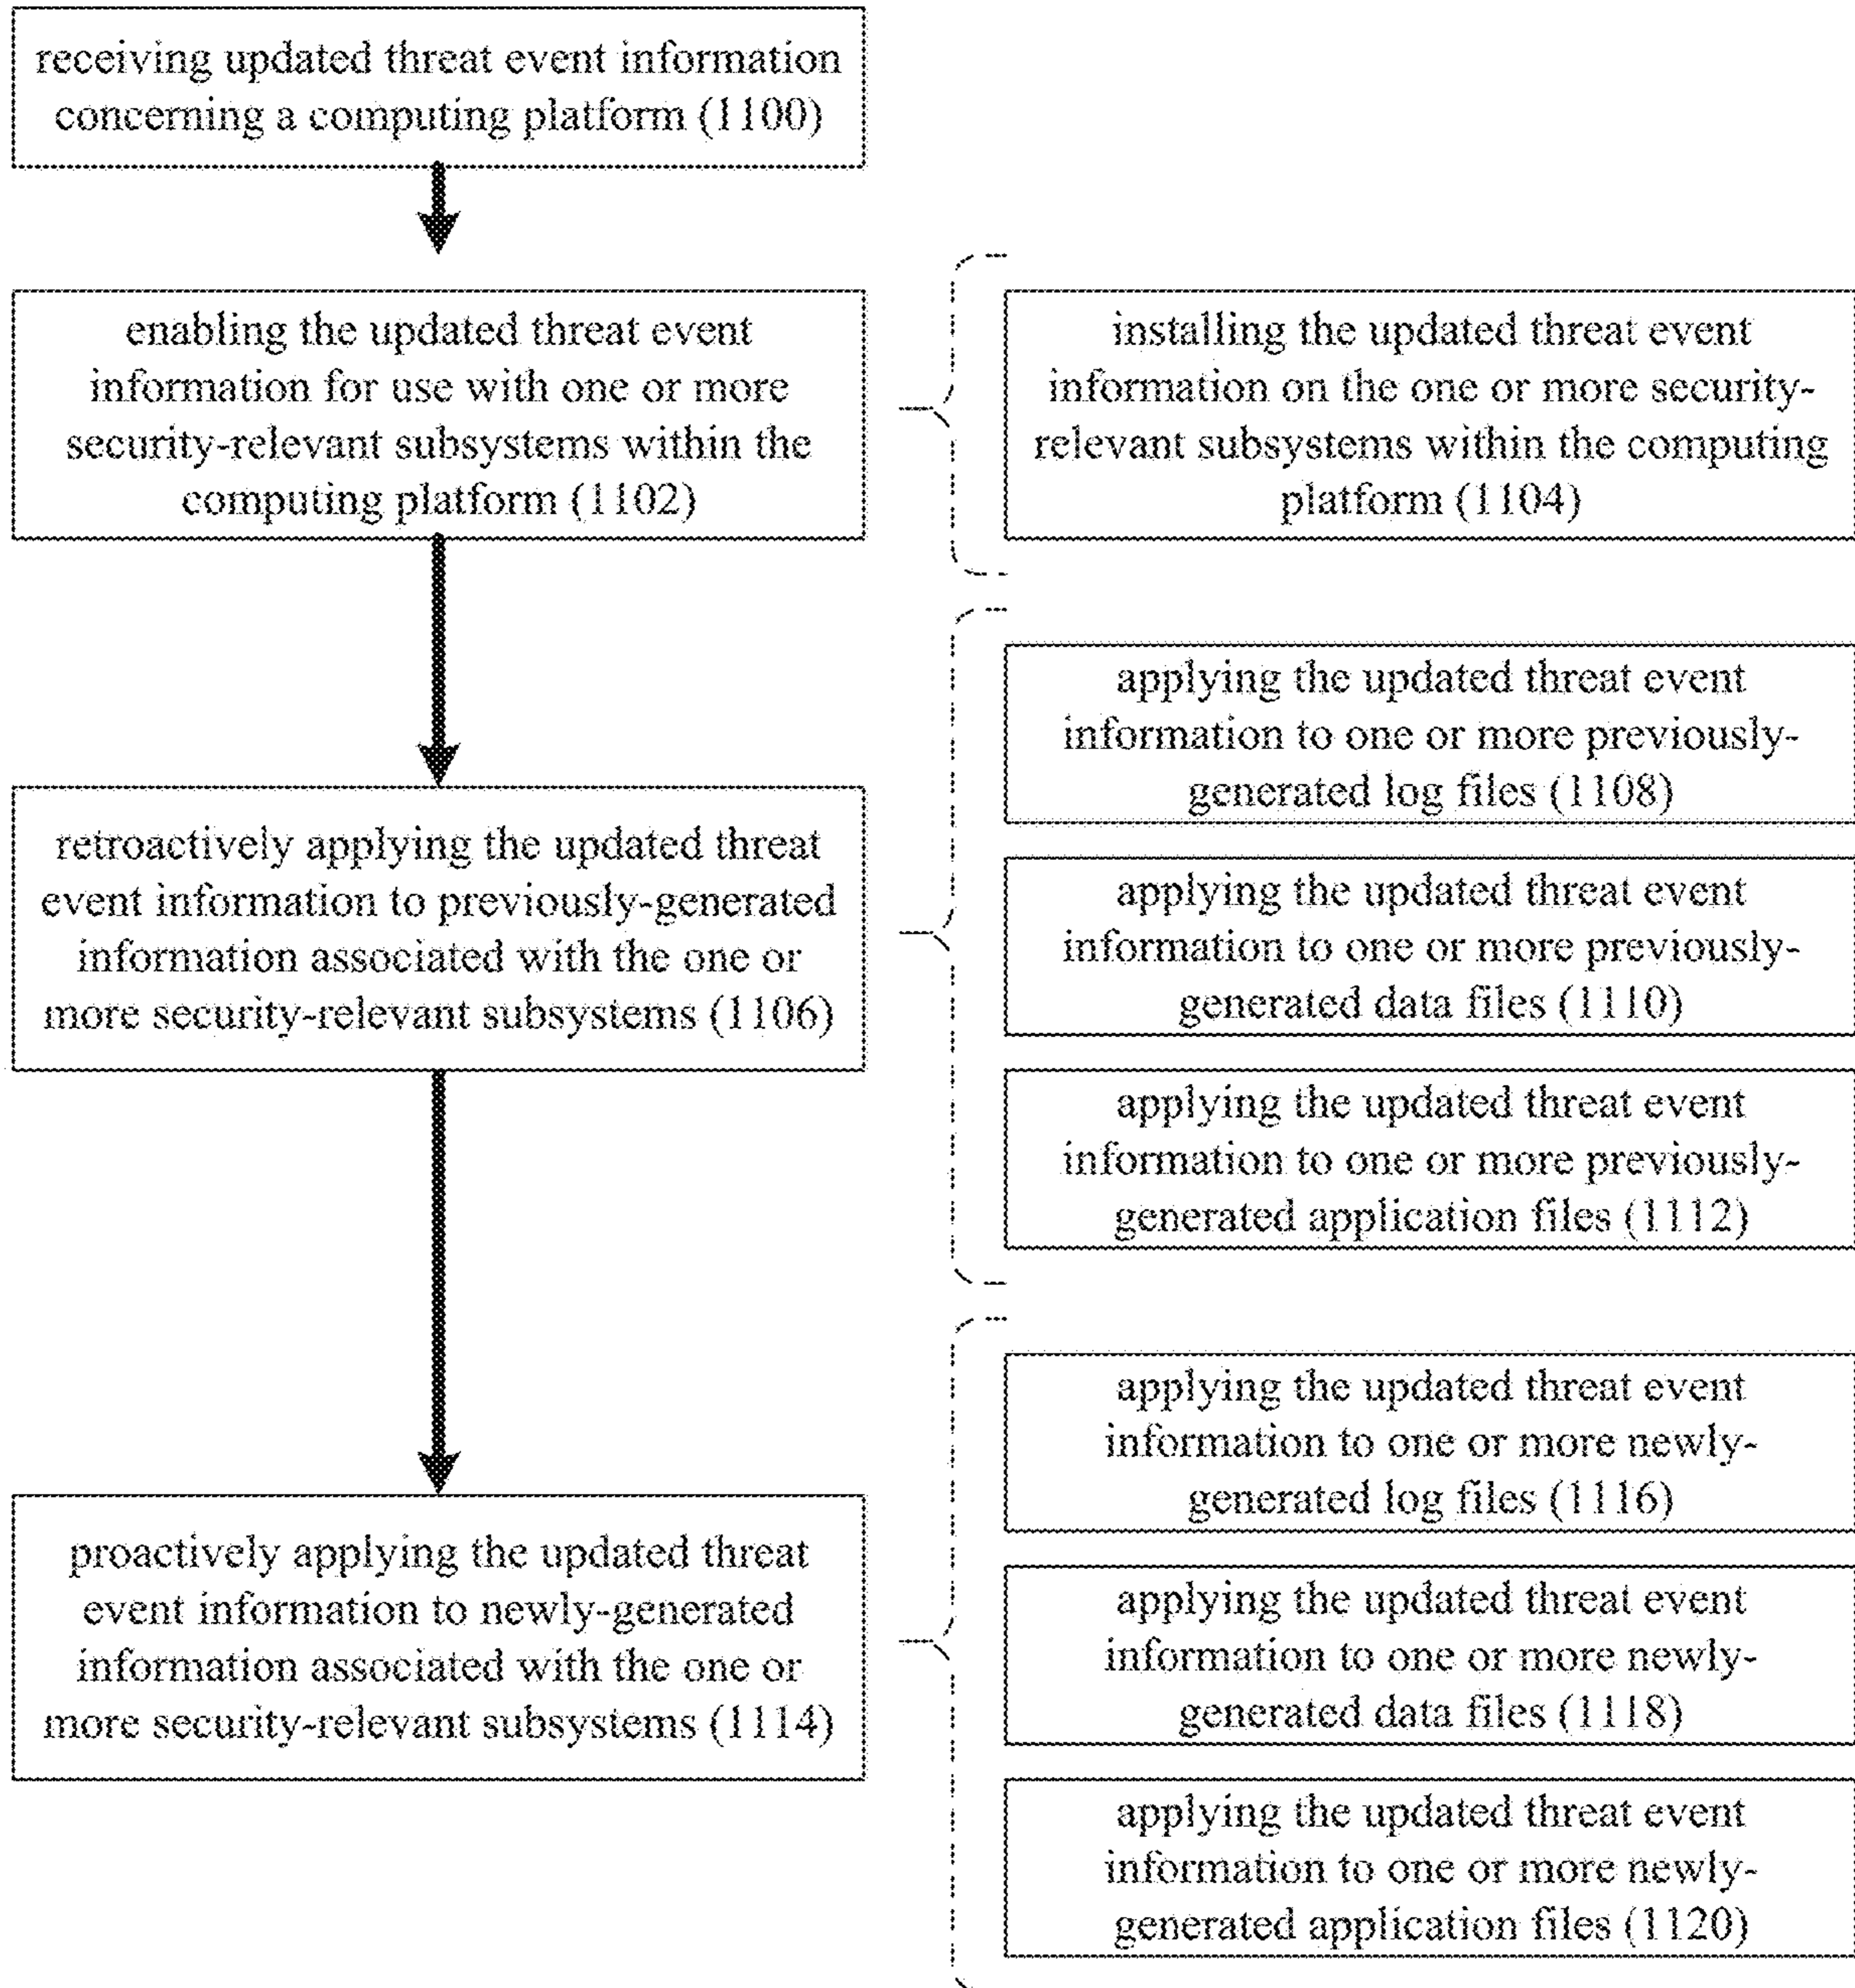 receiving updated threat event information
concerning a computing platform (1100)
enabling the updated threat event
information for use with one or more
security-relevant subsystems within the
computing platform (1102)
installing the updated threat event
information on the one or more security-
relevant subsystems within the computing
platform (1104)
retroactively applying the updated threat
event information to previously-generated
information associated with the one or
more security-relevant subsystems (1106)
applying the updated threat event
information to one or more previously-
generated log files (1108)
applying the updated threat event
information to one or more previously-
generated data files (1110)
applying the updated threat event
information to one or more previously-
generated application files (1112)
proactively applying the updated threat
event information to newly-generated
information associated with the one or
more security-relevant subsystems (1114)
applying the updated threat event
information to one or more newly-
generated log files (1116)
applying the updated threat event
information to one or more newly-
generated data files (1118)
applying the updated threat event
information to one or more newly-
generated application files (1120)